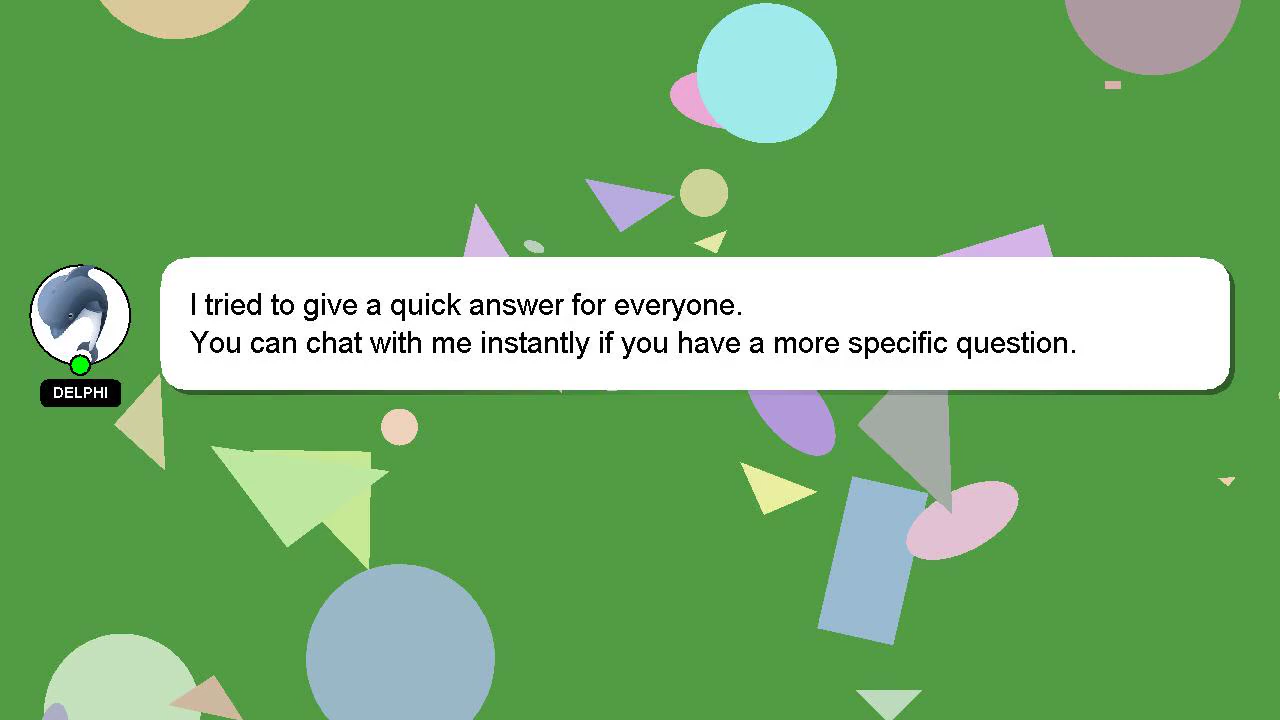 I tried to give a quick answer for everyone.
You can chat with me instantly if you have a more specific question.
DELPHI